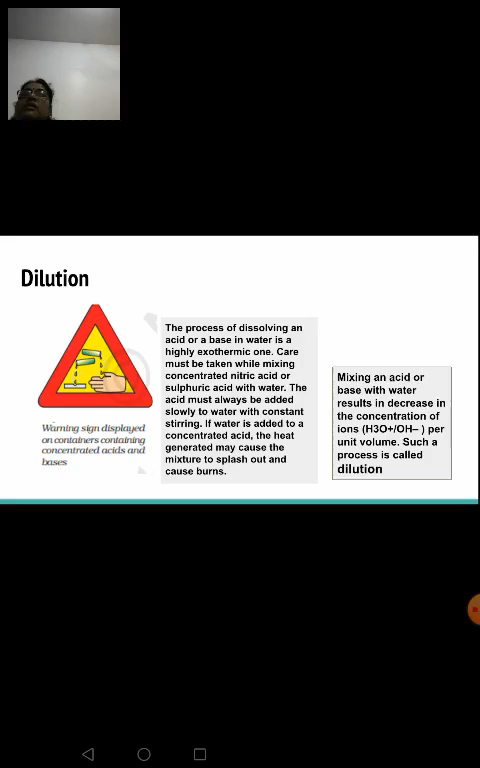 Dilution
The process of dissolving an
acid or a base in water is a
highly exothermic one. Care
must be taken while mixing
concentrated nitric acid or
sulphuric acid with water. The
acid must always be added
slowly to water with constant
stirring. If water is added to a
concentrated acid, the heat
generated may cause the
mixture to splash out and
cause burns.
Warning sign displayed
on containers containing
concentrated acids and
bases
Mixing an acid or
base with water
results in decrease in
the concentration of
ions (H3O+/OH– ) per
unit volume. Such a
process is called
dilution